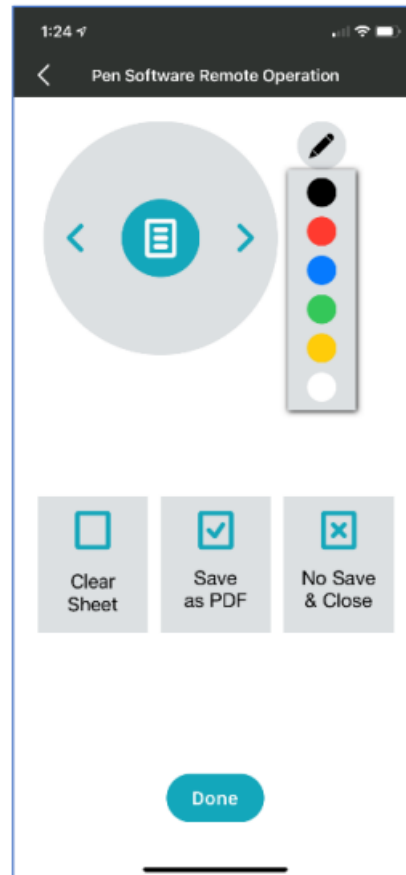 1:24
Pen Software Remote Operation
Clear
Sheet
Save
as PDF
No Save
& Close
Done